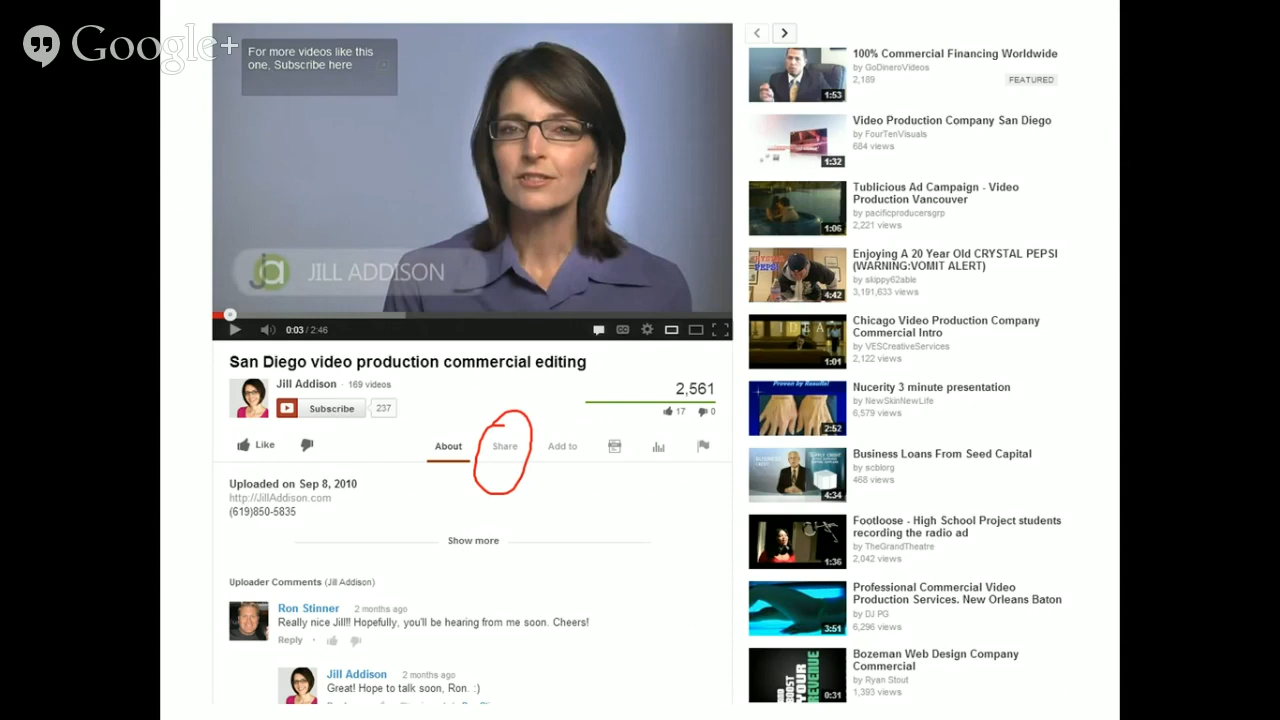 Google+
For more videos like this
one, Subscribe here
ja JILL ADDISON
0:03 / 2:46
San Diego video production commercial editing
Jill Addison · 169 videos
Subscribe 237
2,561
17 0
Like
About Share Add to
Uploaded on Sep 8, 2010
http://JillAddison.com
(619)850-5835
Show more
Uploader Comments (Jill Addison)
Ron Stinner 2 months ago
Really nice Jill!! Hopefully, you'll be hearing from me soon. Cheers!
Reply ·
Jill Addison 2 months ago
Great! Hope to talk soon, Ron. :)
100% Commercial Financing Worldwide
by GoDineroVideos
2,189
FEATURED
1:53
Video Production Company San Diego
by FourTenVisuals
684 views
1:32
Tublicious Ad Campaign - Video
Production Vancouver
by pacificproducersgrp
2,221 views
1:06
Enjoying A 20 Year Old CRYSTAL PEPSI
(WARNING:VOMIT ALERT)
by skippy62able
3,191,633 views
PEPSI
4:42
Chicago Video Production Company
Commercial Intro
by VESCreativeServices
2,122 views
IDEA
1:01
Nucerity 3 minute presentation
by NewSkinNewLife
6,579 views
Proven by Results!
2:52
Business Loans From Seed Capital
by scblorg
468 views
4:34
Footloose - High School Project students
recording the radio ad
by TheGrandTheatre
2,042 views
1:36
Professional Commercial Video
Production Services. New Orleans Baton
by DJ PG
6,296 views
3:51
Bozeman Web Design Company
Commercial
by Ryan Stout
1,393 views
AND BOOST YOUR REVENUE
0:31